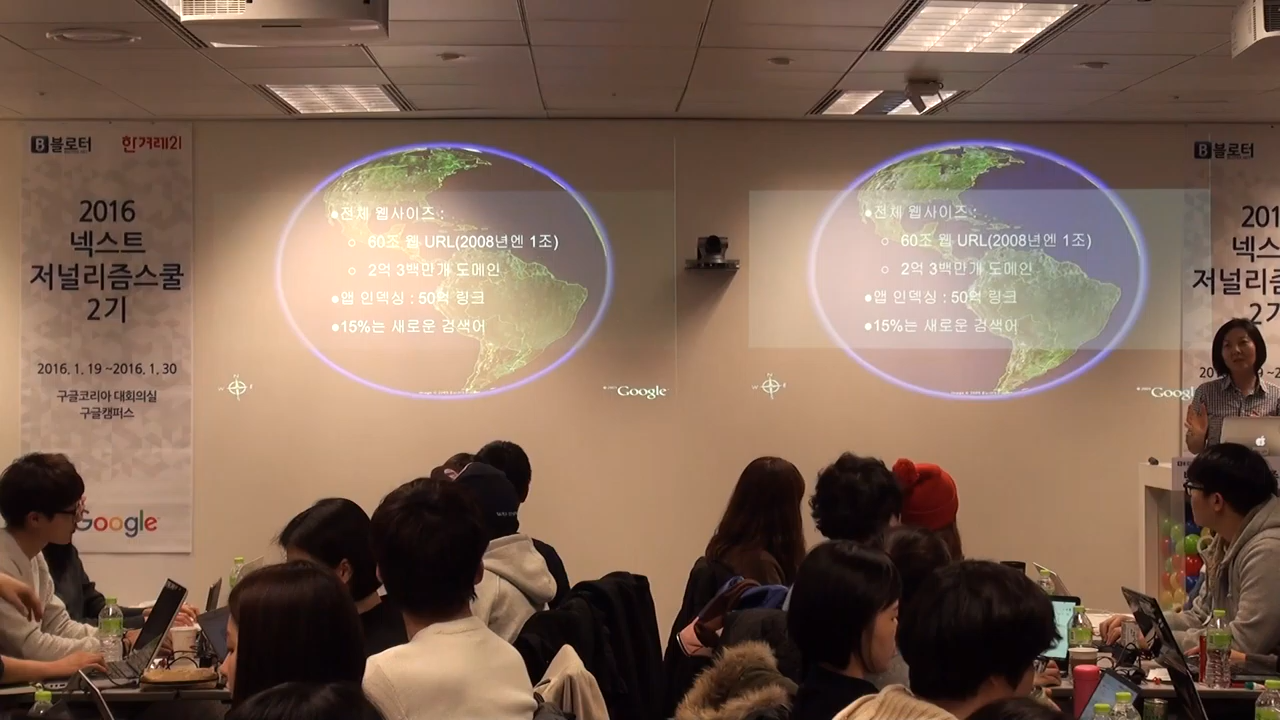 B블로터
한겨레21
2016
넥스트
저널리즘스쿨
2기
2016. 1. 19 ~2016. 1. 30
구글코리아 대회의실
구글캠퍼스
Google
●전체 웹사이즈 :
○ 60조 웹 URL(2008년엔 1조)
○ 2억 3백만개 도메인
●앱 인덱싱 : 50억 링크
●15%는 새로운 검색어
Google
●전체 웹사이즈 :
○ 60조 웹 URL(2008년엔 1조)
○ 2억 3백만개 도메인
●앱 인덱싱 : 50억 링크
●15%는 새로운 검색어
Googl
B블로터
201
넥스
저널리즘
2기